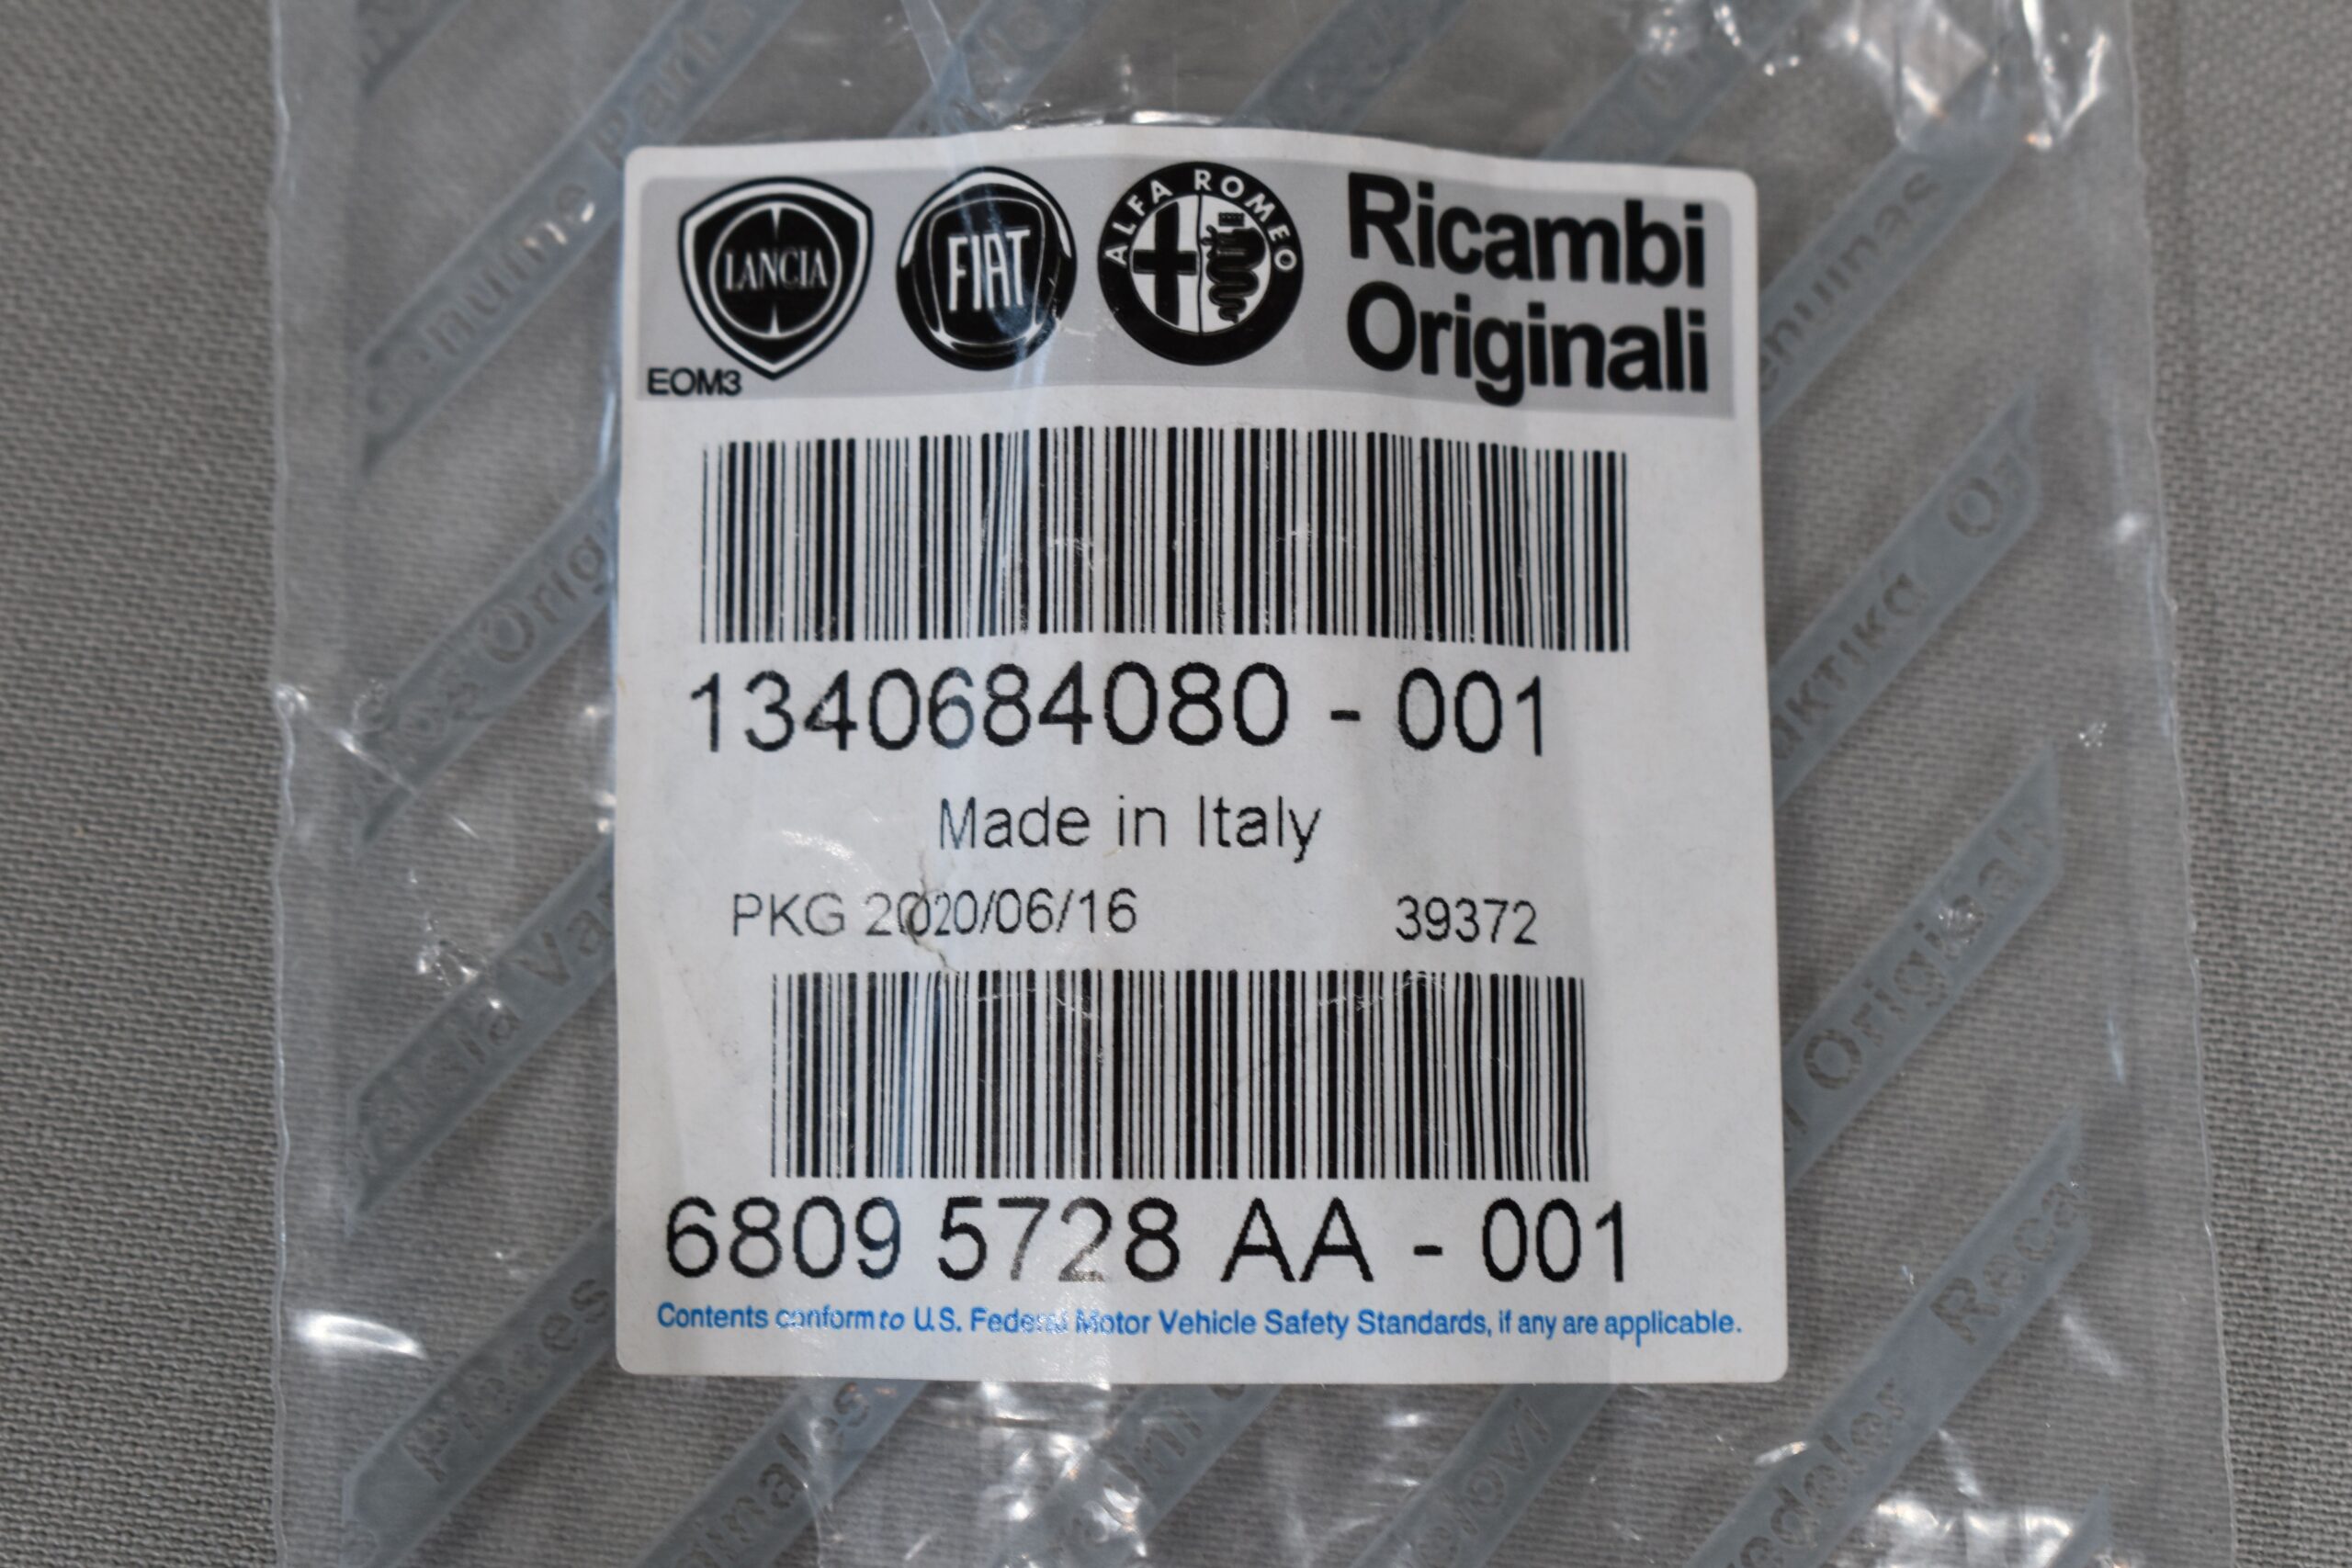 LANCIA
FIAT
ALFA ROMEO
Ricambi
Originali
EOM3
1340684080 - 001
Made in Italy
PKG 2020/06/16 39372
6809 5728 AA - 001
Contents conform to U.S. Federal Motor Vehicle Safety Standards, if any are applicable.
Pièces